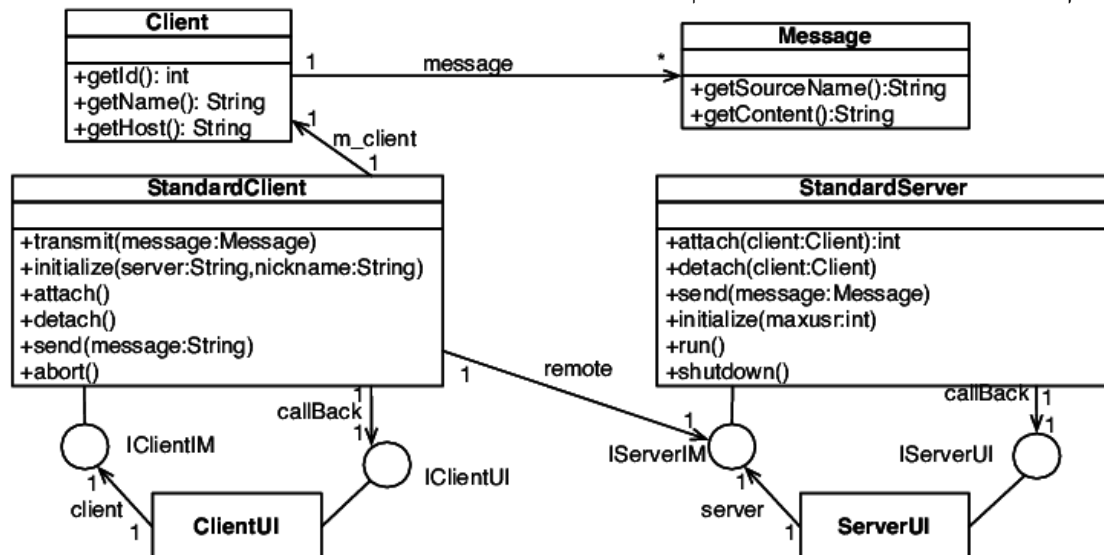 Client
+getId(): int
+getName(): String
+getHost(): String
1
message
*
Message
+getSourceName():String
+getContent():String
1
m_client
1
StandardClient
+transmit(message:Message)
+initialize(server:String,nickname:String)
+attach()
+detach()
+send(message:String)
+abort()
StandardServer
+attach(client:Client):int
+detach(client:Client)
+send(message:Message)
+initialize(maxusr:int)
+run()
+shutdown()
1
remote
1
1
callBack
1
IClientIM
IClientUI
1
client
1
ClientUI
1
callBack
1
IServerIM
IServerUI
1
server
1
ServerUI